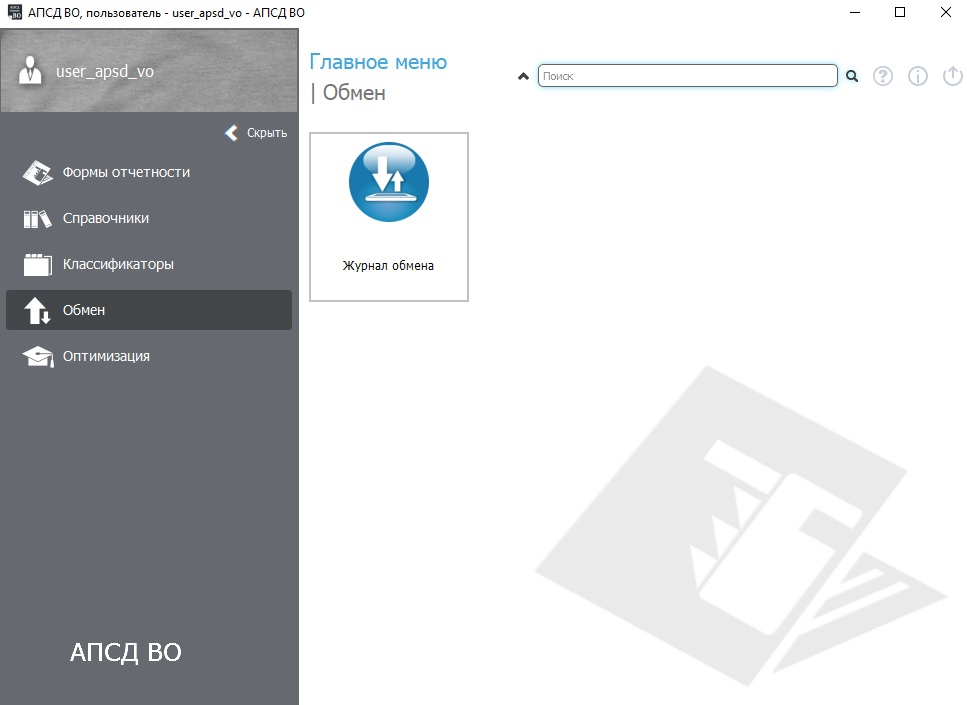 АПСД ВО, пользователь - user_apsd_vo - АПСД ВО
user_apsd_vo
Скрыть
Формы отчетности
Справочники
Классификаторы
Обмен
Оптимизация
АПСД ВО
Главное меню
| Обмен
Поиск
Журнал обмена